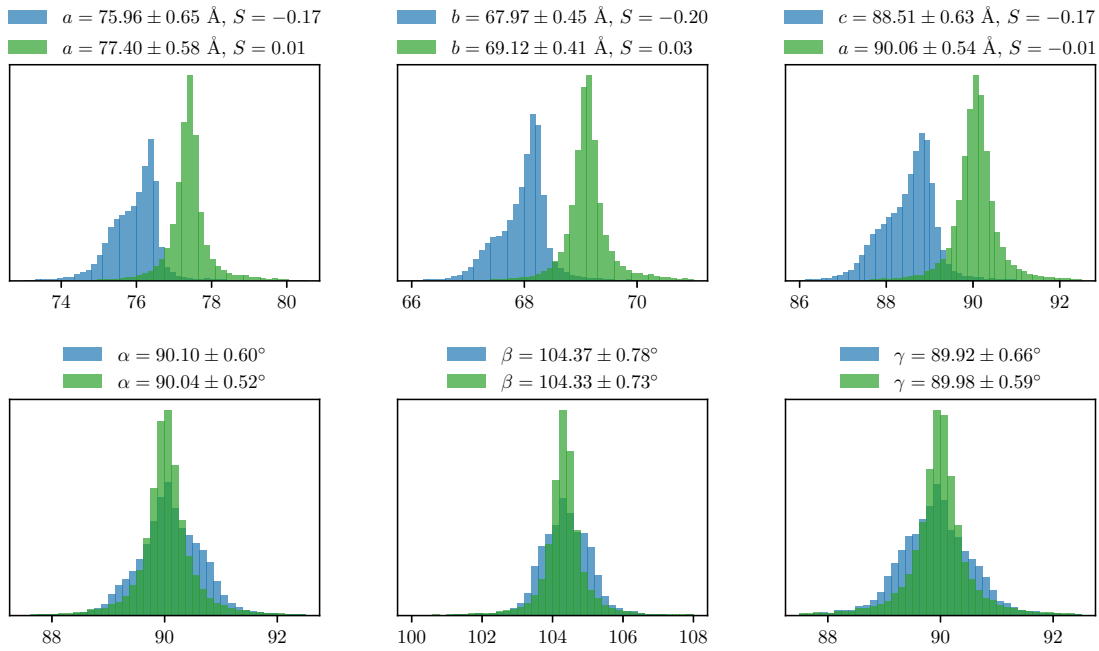 a = 75.96 ± 0.65 Å, S = −0.17
a = 77.40 ± 0.58 Å, S = 0.01
b = 67.97 ± 0.45 Å, S = −0.20
b = 69.12 ± 0.41 Å, S = 0.03
c = 88.51 ± 0.63 Å, S = −0.17
a = 90.06 ± 0.54 Å, S = −0.01
74 76 78 80
66 68 70
86 88 90 92
α = 90.10 ± 0.60°
α = 90.04 ± 0.52°
β = 104.37 ± 0.78°
β = 104.33 ± 0.73°
γ = 89.92 ± 0.66°
γ = 89.98 ± 0.59°
88 90 92
100 102 104 106 108
88 90 92